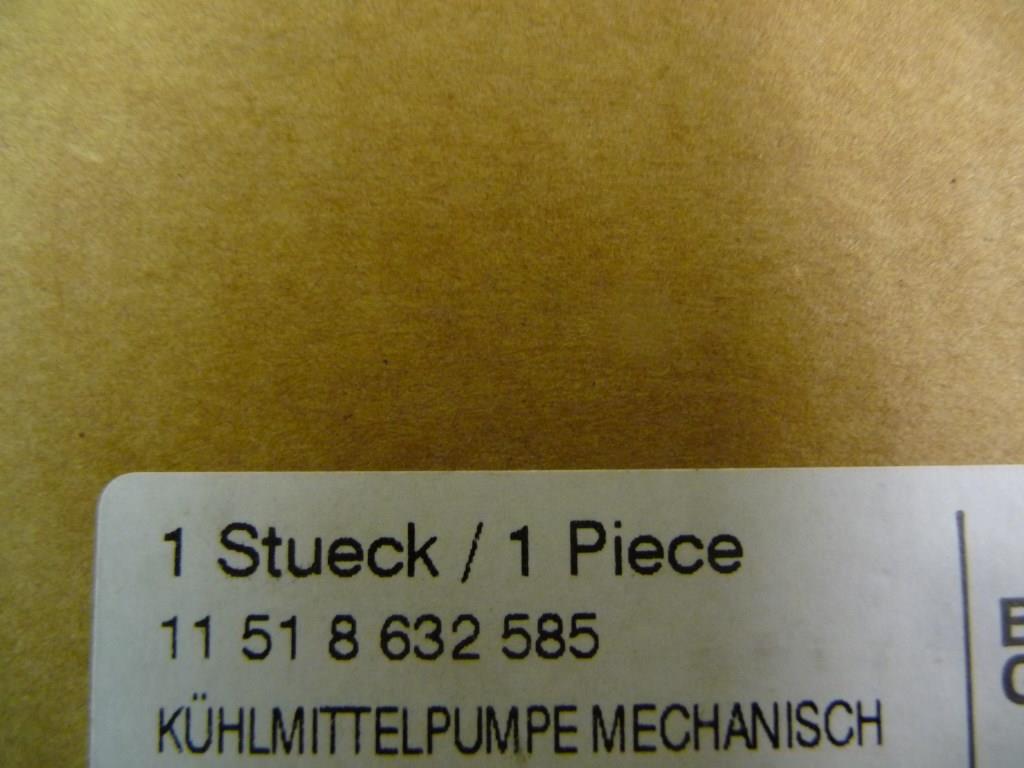 1 Stueck / 1 Piece
11 51 8 632 585
KÜHLMITTELPUMPE MECHANISCH